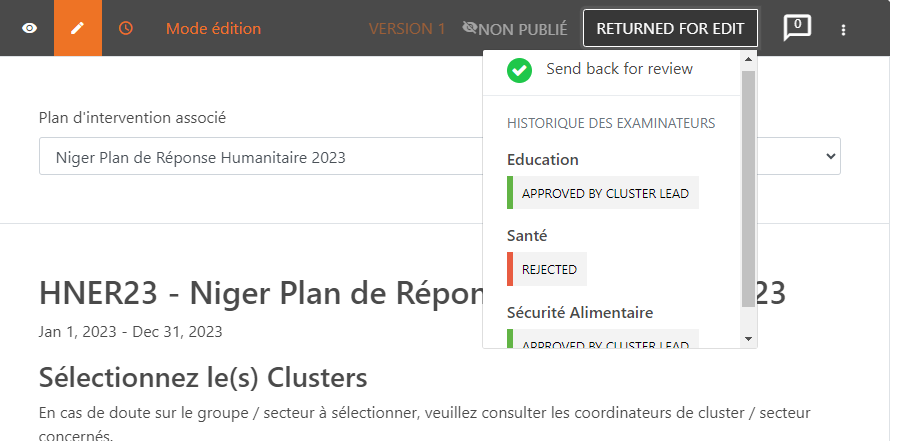 Mode édition
VERSION 1
NON PUBLIÉ
RETURNED FOR EDIT
0
Send back for review
Plan d'intervention associé
Niger Plan de Réponse Humanitaire 2023
HISTORIQUE DES EXAMINATEURS
Education
APPROVED BY CLUSTER LEAD
Santé
REJECTED
Sécurité Alimentaire
APPROVED BY CLUSTER LEAD
HNER23 - Niger Plan de Répon 23
Jan 1, 2023 - Dec 31, 2023
Sélectionnez le(s) Clusters
En cas de doute sur le groupe / secteur à sélectionner, veuillez consulter les coordinateurs de cluster / secteur
concernés.